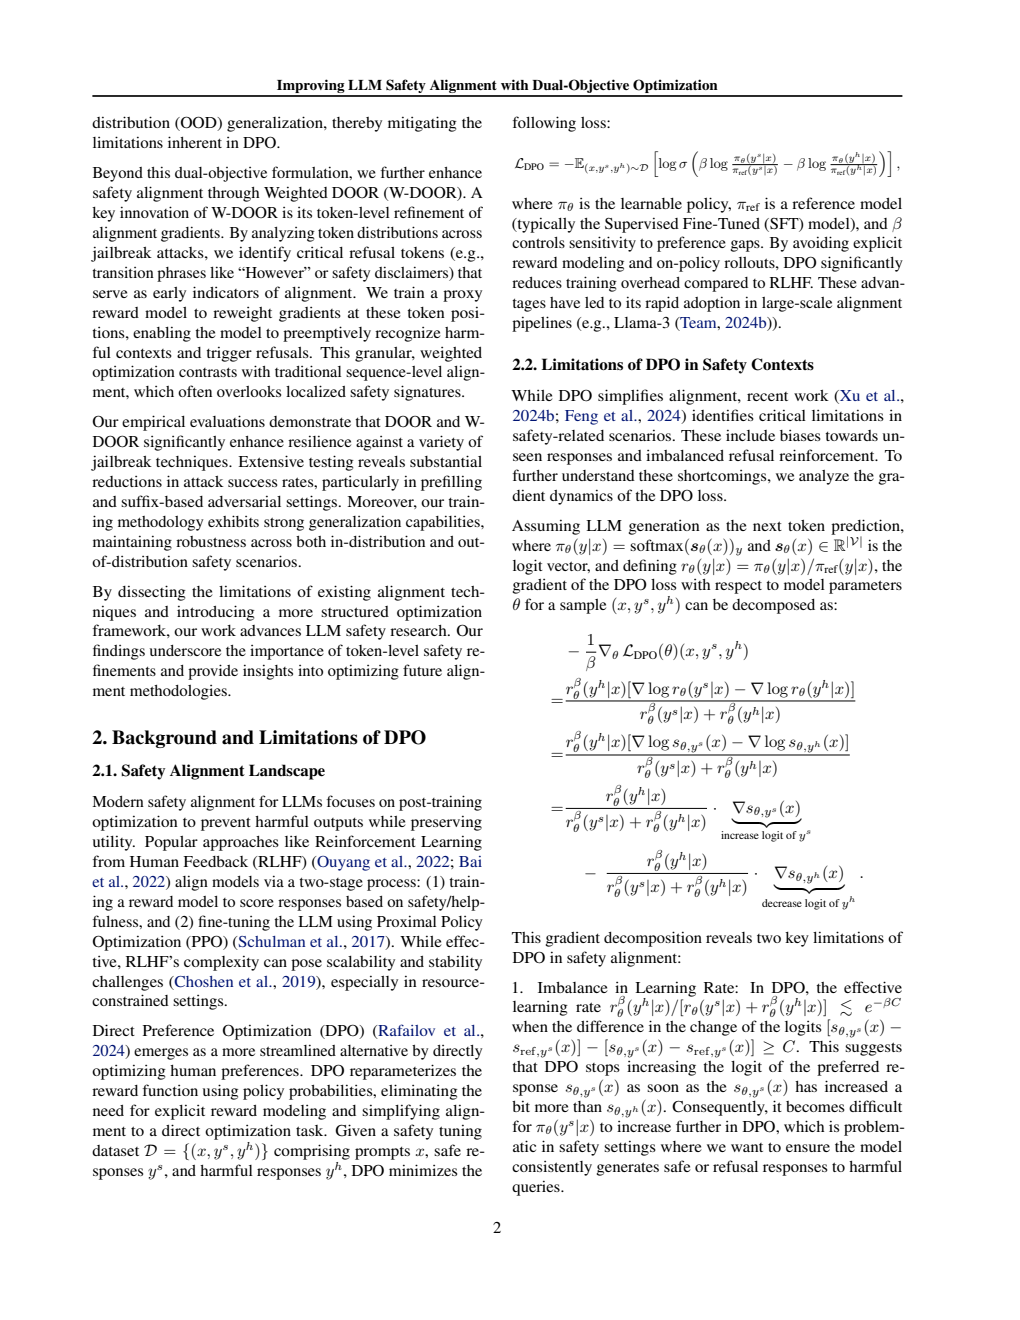 Improving LLM Safety Alignment with Dual-Objective Optimization
distribution (OOD) generalization, thereby mitigating the
limitations inherent in DPO.
Beyond this dual-objective formulation, we further enhance
safety alignment through Weighted DOOR (W-DOOR). A
key innovation of W-DOOR is its token-level refinement of
alignment gradients. By analyzing token distributions across
jailbreak attacks, we identify critical refusal tokens (e.g.,
transition phrases like “However” or safety disclaimers) that
serve as early indicators of alignment. We train a proxy
reward model to reweight gradients at these token posi-
tions, enabling the model to preemptively recognize harm-
ful contexts and trigger refusals. This granular, weighted
optimization contrasts with traditional sequence-level align-
ment, which often overlooks localized safety signatures.
Our empirical evaluations demonstrate that DOOR and W-
DOOR significantly enhance resilience against a variety of
jailbreak techniques. Extensive testing reveals substantial
reductions in attack success rates, particularly in prefilling
and suffix-based adversarial settings. Moreover, our train-
ing methodology exhibits strong generalization capabilities,
maintaining robustness across both in-distribution and out-
of-distribution safety scenarios.
By dissecting the limitations of existing alignment tech-
niques and introducing a more structured optimization
framework, our work advances LLM safety research. Our
findings underscore the importance of token-level safety re-
finements and provide insights into optimizing future align-
ment methodologies.
2. Background and Limitations of DPO
2.1. Safety Alignment Landscape
Modern safety alignment for LLMs focuses on post-training
optimization to prevent harmful outputs while preserving
utility. Popular approaches like Reinforcement Learning
from Human Feedback (RLHF) (Ouyang et al., 2022; Bai
et al., 2022) align models via a two-stage process: (1) train-
ing a reward model to score responses based on safety/help-
fulness, and (2) fine-tuning the LLM using Proximal Policy
Optimization (PPO) (Schulman et al., 2017). While effec-
tive, RLHF’s complexity can pose scalability and stability
challenges (Choshen et al., 2019), especially in resource-
constrained settings.
Direct Preference Optimization (DPO) (Rafailov et al.,
2024) emerges as a more streamlined alternative by directly
optimizing human preferences. DPO reparameterizes the
reward function using policy probabilities, eliminating the
need for explicit reward modeling and simplifying align-
ment to a direct optimization task. Given a safety tuning
dataset 𝒟 = {(x, y^s, y^h)} comprising prompts x, safe re-
sponses y^s, and harmful responses y^h, DPO minimizes the
following loss:
ℒ_DPO = −𝔼_{(x,y^s,y^h)∼𝒟} [log σ (β log π_θ(y^s|x)/π_ref(y^s|x) − β log π_θ(y^h|x)/π_ref(y^h|x))],
where π_θ is the learnable policy, π_ref is a reference model
(typically the Supervised Fine-Tuned (SFT) model), and β
controls sensitivity to preference gaps. By avoiding explicit
reward modeling and on-policy rollouts, DPO significantly
reduces training overhead compared to RLHF. These advan-
tages have led to its rapid adoption in large-scale alignment
pipelines (e.g., Llama-3 (Team, 2024b)).
2.2. Limitations of DPO in Safety Contexts
While DPO simplifies alignment, recent work (Xu et al.,
2024b; Feng et al., 2024) identifies critical limitations in
safety-related scenarios. These include biases towards un-
seen responses and imbalanced refusal reinforcement. To
further understand these shortcomings, we analyze the gra-
dient dynamics of the DPO loss.
Assuming LLM generation as the next token prediction,
where π_θ(y|x) = softmax(s_θ(x))_y and s_θ(x) ∈ ℝ^|𝒱| is the
logit vector, and defining r_θ(y|x) = π_θ(y|x)/π_ref(y|x), the
gradient of the DPO loss with respect to model parameters
θ for a sample (x, y^s, y^h) can be decomposed as:
− 1/β ∇_θ ℒ_DPO(θ)(x, y^s, y^h)
= r_θ^β(y^h|x)[∇ log r_θ(y^s|x) − ∇ log r_θ(y^h|x)] / r_θ^β(y^s|x) + r_θ^β(y^h|x)
= r_θ^β(y^h|x)[∇ log s_{θ,y^s}(x) − ∇ log s_{θ,y^h}(x)] / r_θ^β(y^s|x) + r_θ^β(y^h|x)
= r_θ^β(y^h|x) / r_θ^β(y^s|x) + r_θ^β(y^h|x) · ∇s_{θ,y^s}(x)
increase logit of y^s
− r_θ^β(y^h|x) / r_θ^β(y^s|x) + r_θ^β(y^h|x) · ∇s_{θ,y^h}(x) .
decrease logit of y^h
This gradient decomposition reveals two key limitations of
DPO in safety alignment:
1. Imbalance in Learning Rate: In DPO, the effective
learning rate r_θ^β(y^h|x)/[r_θ(y^s|x) + r_θ^β(y^h|x)] ≲ e^{−βC}
when the difference in the change of the logits [s_{θ,y^s}(x) −
s_{ref,y^s}(x)] − [s_{θ,y^s}(x) − s_{ref,y^s}(x)] ≥ C. This suggests
that DPO stops increasing the logit of the preferred re-
sponse s_{θ,y^s}(x) as soon as the s_{θ,y^s}(x) has increased a
bit more than s_{θ,y^h}(x). Consequently, it becomes difficult
for π_θ(y^s|x) to increase further in DPO, which is problem-
atic in safety settings where we want to ensure the model
consistently generates safe or refusal responses to harmful
queries.
2